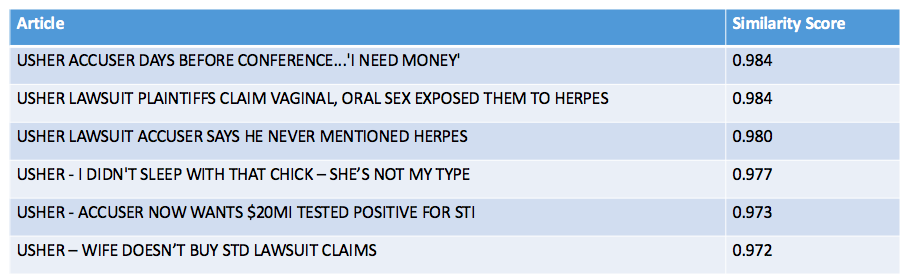 Article Similarity Score
USHER ACCUSER DAYS BEFORE CONFERENCE...'I NEED MONEY' 0.984
USHER LAWSUIT PLAINTIFFS CLAIM VAGINAL, ORAL SEX EXPOSED THEM TO HERPES 0.984
USHER LAWSUIT ACCUSER SAYS HE NEVER MENTIONED HERPES 0.980
USHER - I DIDN'T SLEEP WITH THAT CHICK – SHE’S NOT MY TYPE 0.977
USHER - ACCUSER NOW WANTS $20MI TESTED POSITIVE FOR STI 0.973
USHER – WIFE DOESN’T BUY STD LAWSUIT CLAIMS 0.972